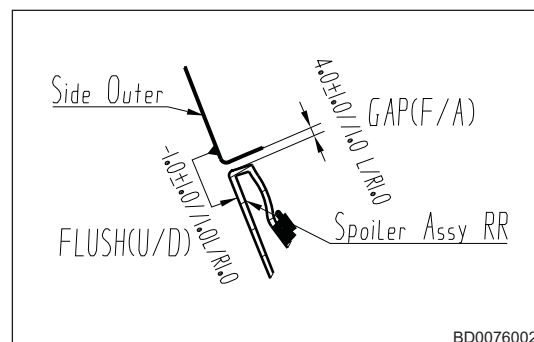 Side Outer
4.0±1.0//1.0 L/R1.0
GAP(F/A)
-1.0±1.0//1.0L/R1.0
FLUSH(U/D)
Spoiler Assy RR
BD0076002